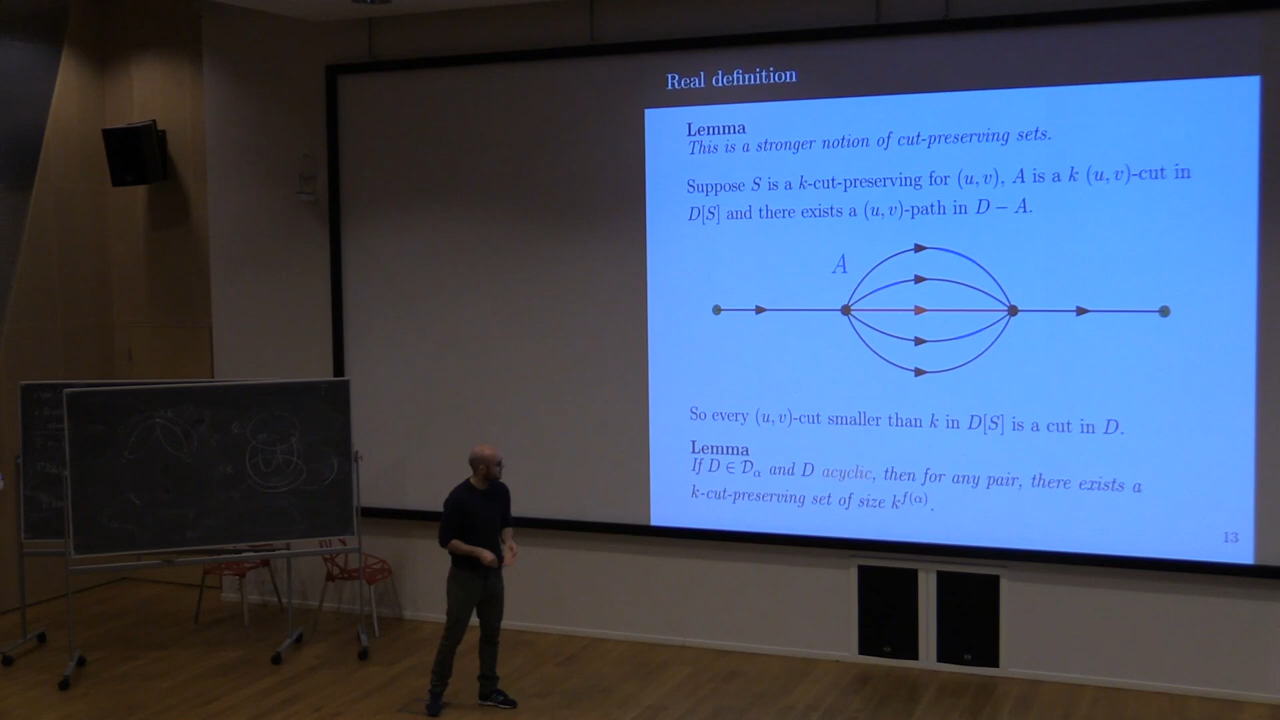 Real definition
Lemma
This is a stronger notion of cut-preserving sets.
Suppose S is a k-cut-preserving for (u, v), A is a k (u, v)-cut in
D[S] and there exists a (u, v)-path in D − A.
A
So every (u, v)-cut smaller than k in D[S] is a cut in D.
Lemma
If D ∈ 𝒟α and D acyclic, then for any pair, there exists a
k-cut-preserving set of size k^{f(α)}.
13